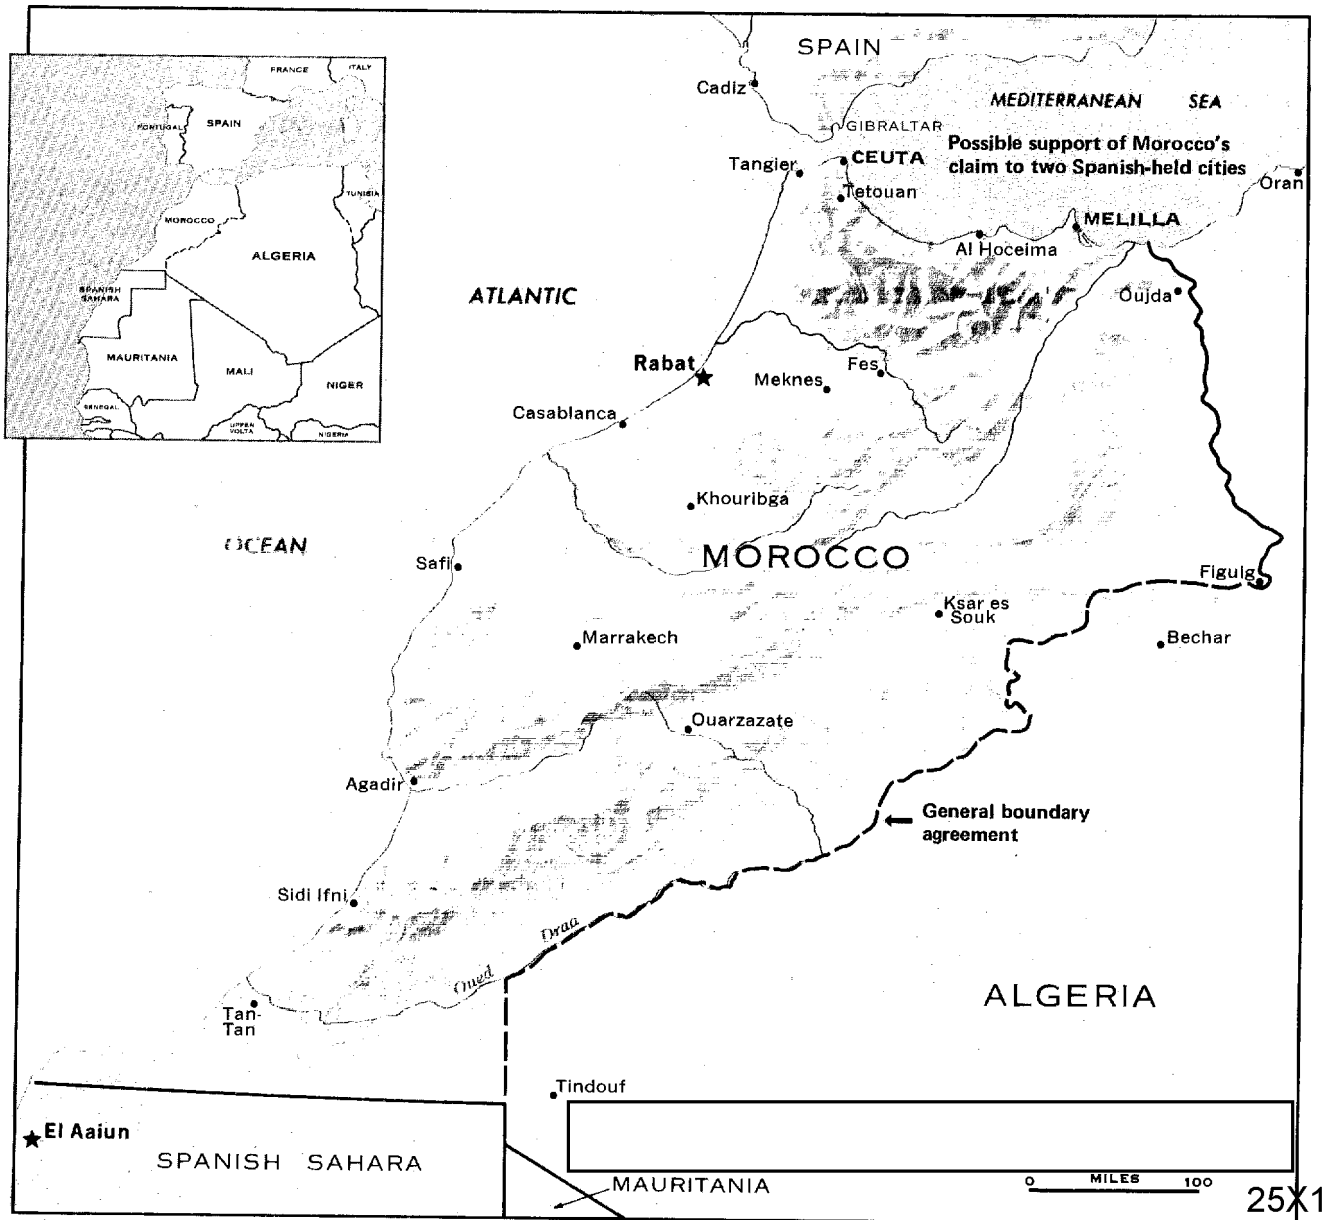 SPAIN
Cadiz
MEDITERRANEAN SEA
GIBRALTAR
Possible support of Morocco's
claim to two Spanish-held cities
CEUTA
Tangier
Tetouan
Oran
MELILLA
Al Hoceima
Oujda
FRANCE
ITALY
PORTUGAL
SPAIN
TUNISIA
MOROCCO
ALGERIA
SPANISH
SAHARA
MAURITANIA
MALI
NIGER
SENEGAL
UPPER
VOLTA
NIGERIA
ATLANTIC
Rabat
Meknes
Fes
Casablanca
Khouribga
OCEAN
MOROCCO
Safi
Figuig
Ksar es
Souk
Marrakech
Bechar
Ouarzazate
Agadir
General boundary
agreement
Sidi Ifni
Draa
Oued
ALGERIA
Tan-
Tan
Tindouf
El Aaiun
SPANISH SAHARA
MAURITANIA
0 MILES 100
25X1